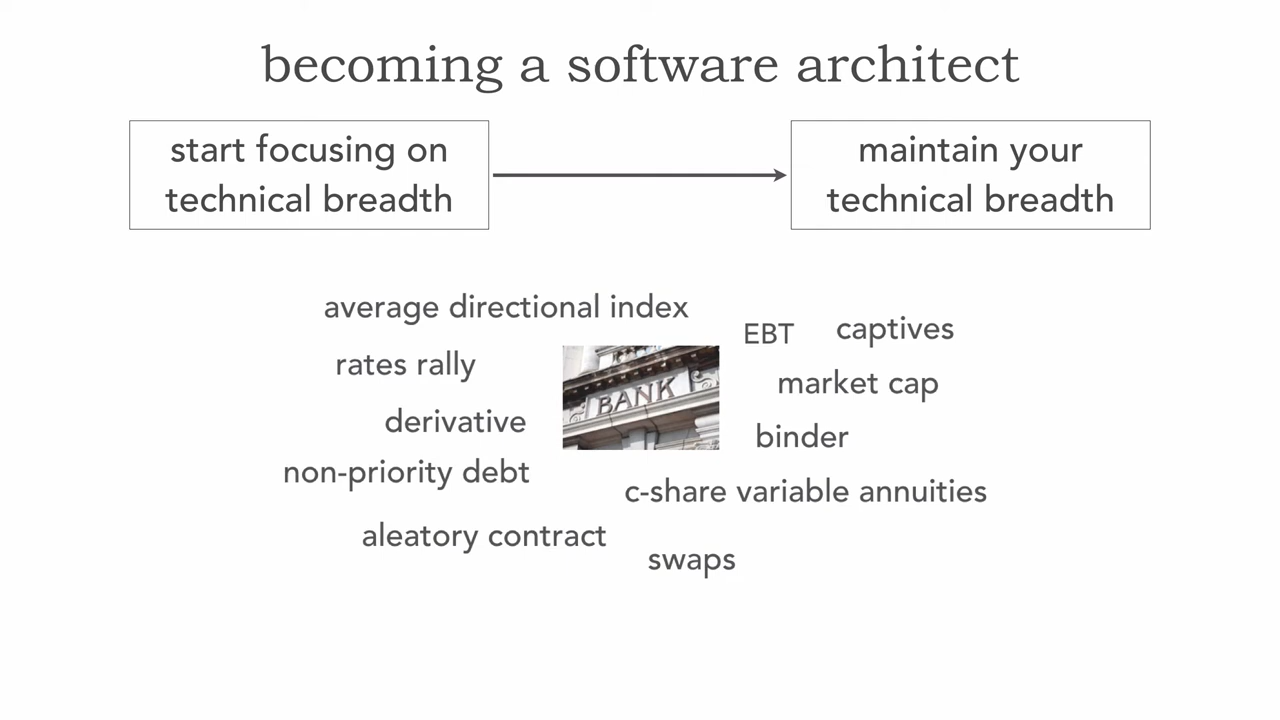 becoming a software architect
start focusing on
technical breadth
maintain your
technical breadth
average directional index
EBT
captives
rates rally
market cap
BANK
derivative
binder
non-priority debt
c-share variable annuities
aleatory contract
swaps